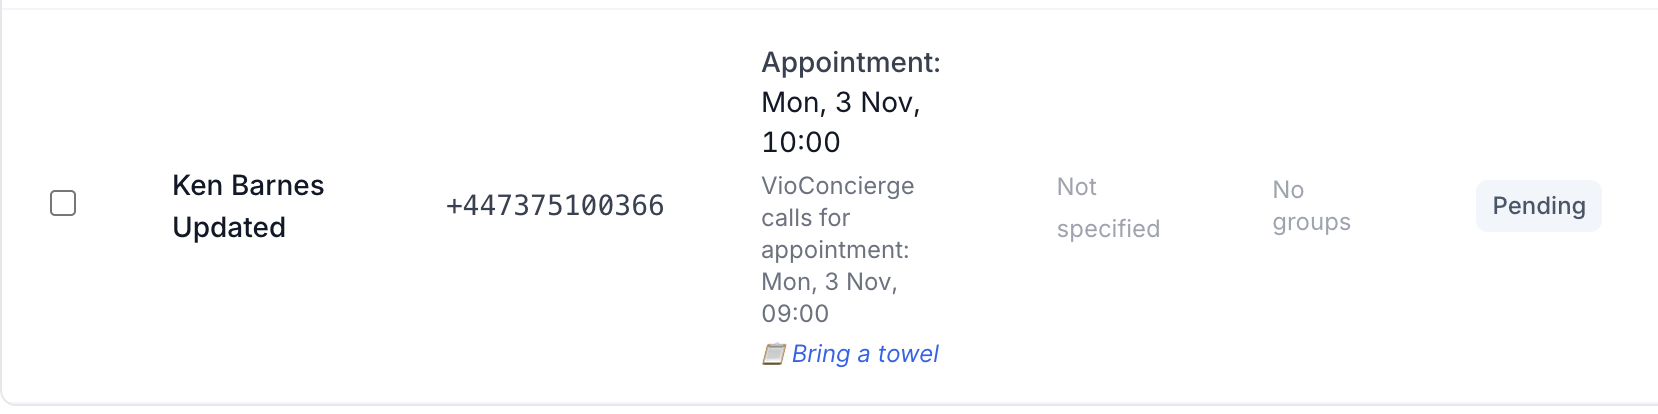 Ken Barnes
Updated
+447375100366
Appointment:
Mon, 3 Nov,
10:00
VioConcierge
calls for
appointment:
Mon, 3 Nov,
09:00
📋 Bring a towel
Not
specified
No
groups
Pending